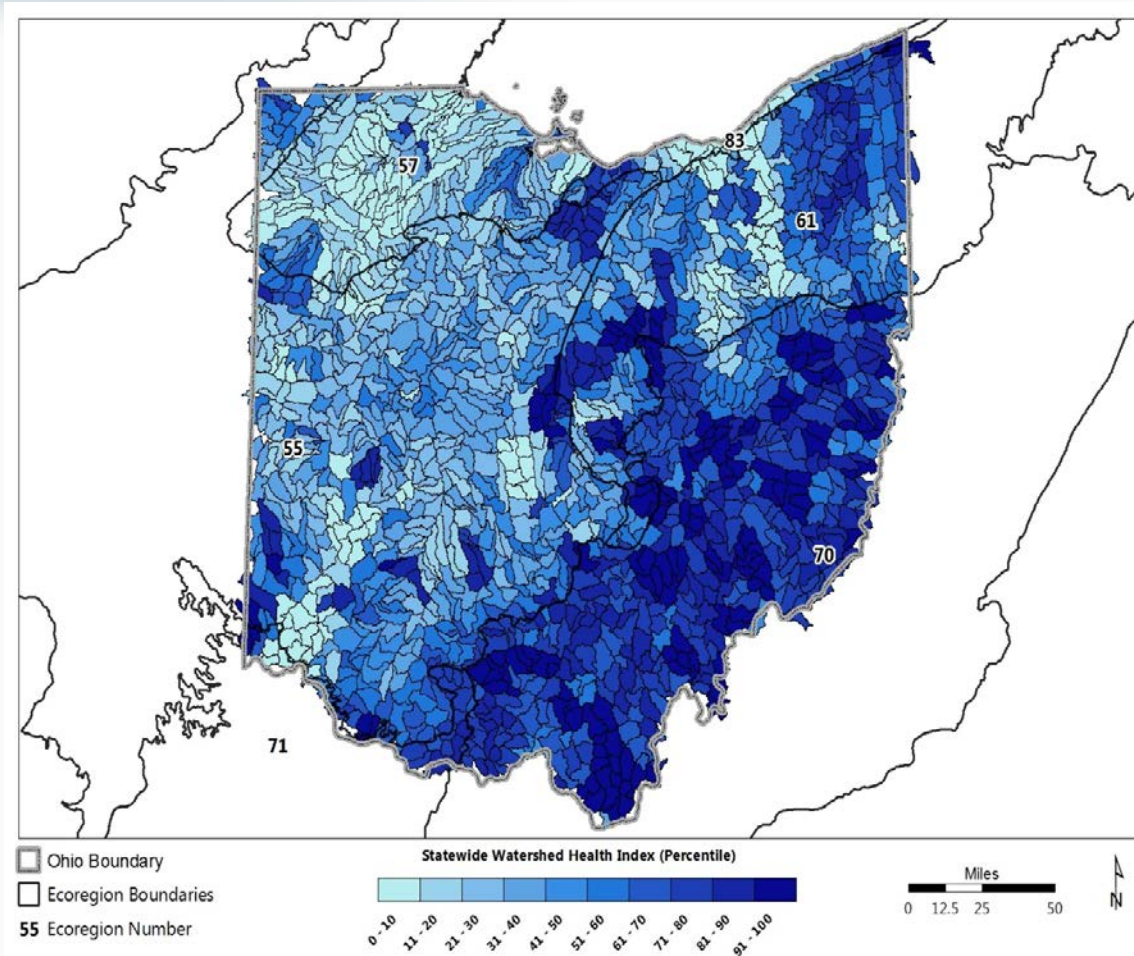 83
57
61
55
70
71
Ohio Boundary
Ecoregion Boundaries
55 Ecoregion Number
Statewide Watershed Health Index (Percentile)
0 - 10
11 - 20
21 - 30
31 - 40
41 - 50
51 - 60
61 - 70
71 - 80
81 - 90
91 - 100
Miles
0 12.5 25 50
N